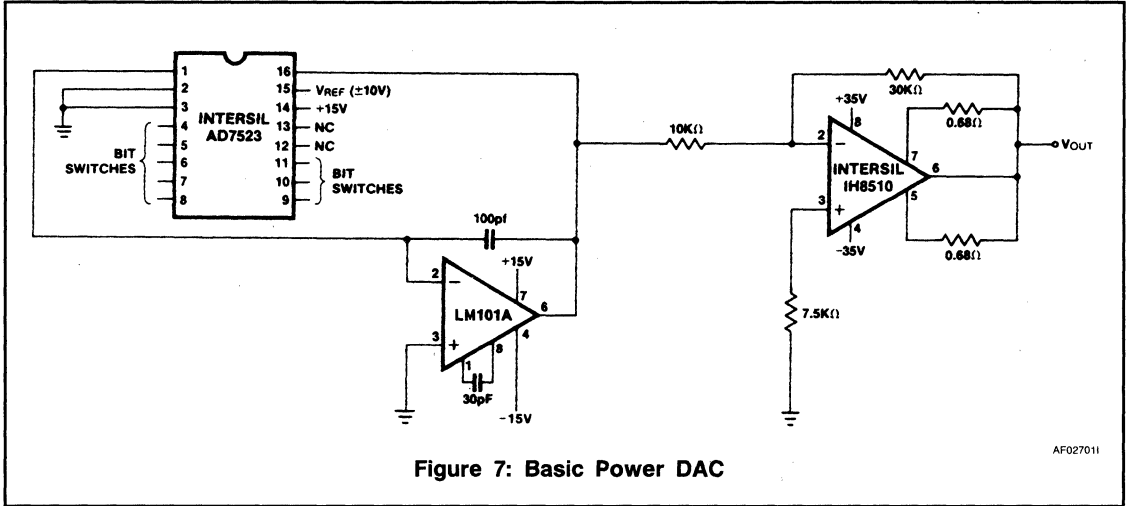 1
2
3
4
5
6
7
8
16
15
14
13
12
11
10
9
INTERSIL
AD7523
VREF (±10V)
+15V
NC
NC
BIT
SWITCHES
BIT
SWITCHES
100pf
+15V
2
3
7
6
4
8
1
LM101A
30pF
-15V
10KΩ
30KΩ
+35V
8
2
3
7
6
5
4
INTERSIL
IH8510
-35V
0.68Ω
0.68Ω
VOUT
7.5KΩ
AF02701I
Figure 7: Basic Power DAC